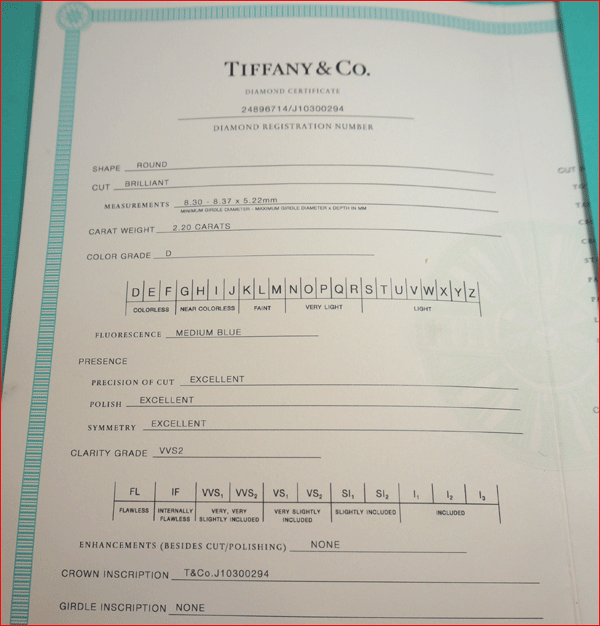 TIFFANY & CO.
DIAMOND CERTIFICATE
24896714/J10300294
DIAMOND REGISTRATION NUMBER
SHAPE ROUND
CUT BRILLIANT
MEASUREMENTS 8.30 - 8.37 x 5.22mm
MINIMUM GIRDLE DIAMETER - MAXIMUM GIRDLE DIAMETER x DEPTH IN MM
CARAT WEIGHT 2.20 CARATS
COLOR GRADE D
D E F G H I J K L M N O P Q R S T U V W X Y Z
COLORLESS NEAR COLORLESS FAINT VERY LIGHT LIGHT
FLUORESCENCE MEDIUM BLUE
PRESENCE
PRECISION OF CUT EXCELLENT
POLISH EXCELLENT
SYMMETRY EXCELLENT
CLARITY GRADE VVS2
FL IF VVS1 VVS2 VS1 VS2 SI1 SI2 I1 I2 I3
FLAWLESS INTERNALLY FLAWLESS VERY, VERY SLIGHTLY INCLUDED VERY SLIGHTLY INCLUDED SLIGHTLY INCLUDED INCLUDED
ENHANCEMENTS (BESIDES CUT/POLISHING) NONE
CROWN INSCRIPTION T&Co.J10300294
GIRDLE INSCRIPTION NONE
CUT